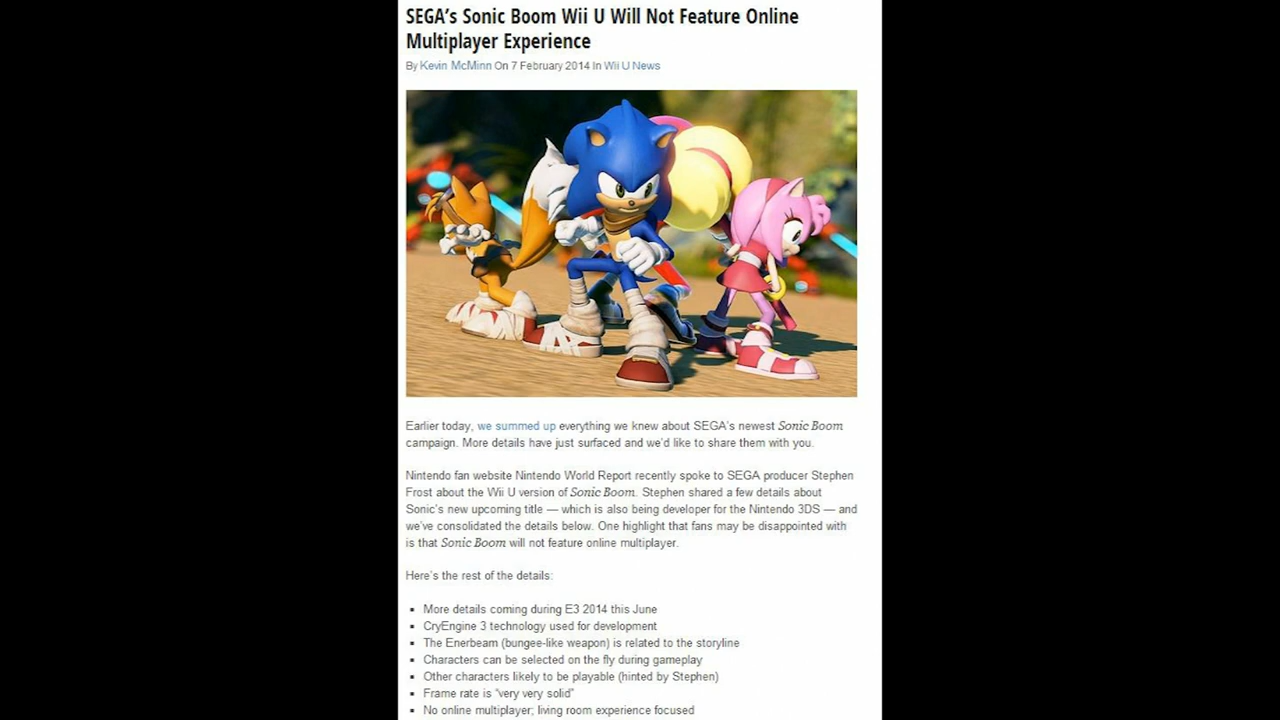 SEGA's Sonic Boom Wii U Will Not Feature Online
Multiplayer Experience
By Kevin McMinn On 7 February 2014 In Wii U News
Earlier today, we summed up everything we knew about SEGA's newest Sonic Boom
campaign. More details have just surfaced and we'd like to share them with you.
Nintendo fan website Nintendo World Report recently spoke to SEGA producer Stephen
Frost about the Wii U version of Sonic Boom. Stephen shared a few details about
Sonic's new upcoming title — which is also being developer for the Nintendo 3DS — and
we've consolidated the details below. One highlight that fans may be disappointed with
is that Sonic Boom will not feature online multiplayer.
Here's the rest of the details:
▪ More details coming during E3 2014 this June
▪ CryEngine 3 technology used for development
▪ The Enerbeam (bungee-like weapon) is related to the storyline
▪ Characters can be selected on the fly during gameplay
▪ Other characters likely to be playable (hinted by Stephen)
▪ Frame rate is "very very solid"
▪ No online multiplayer; living room experience focused